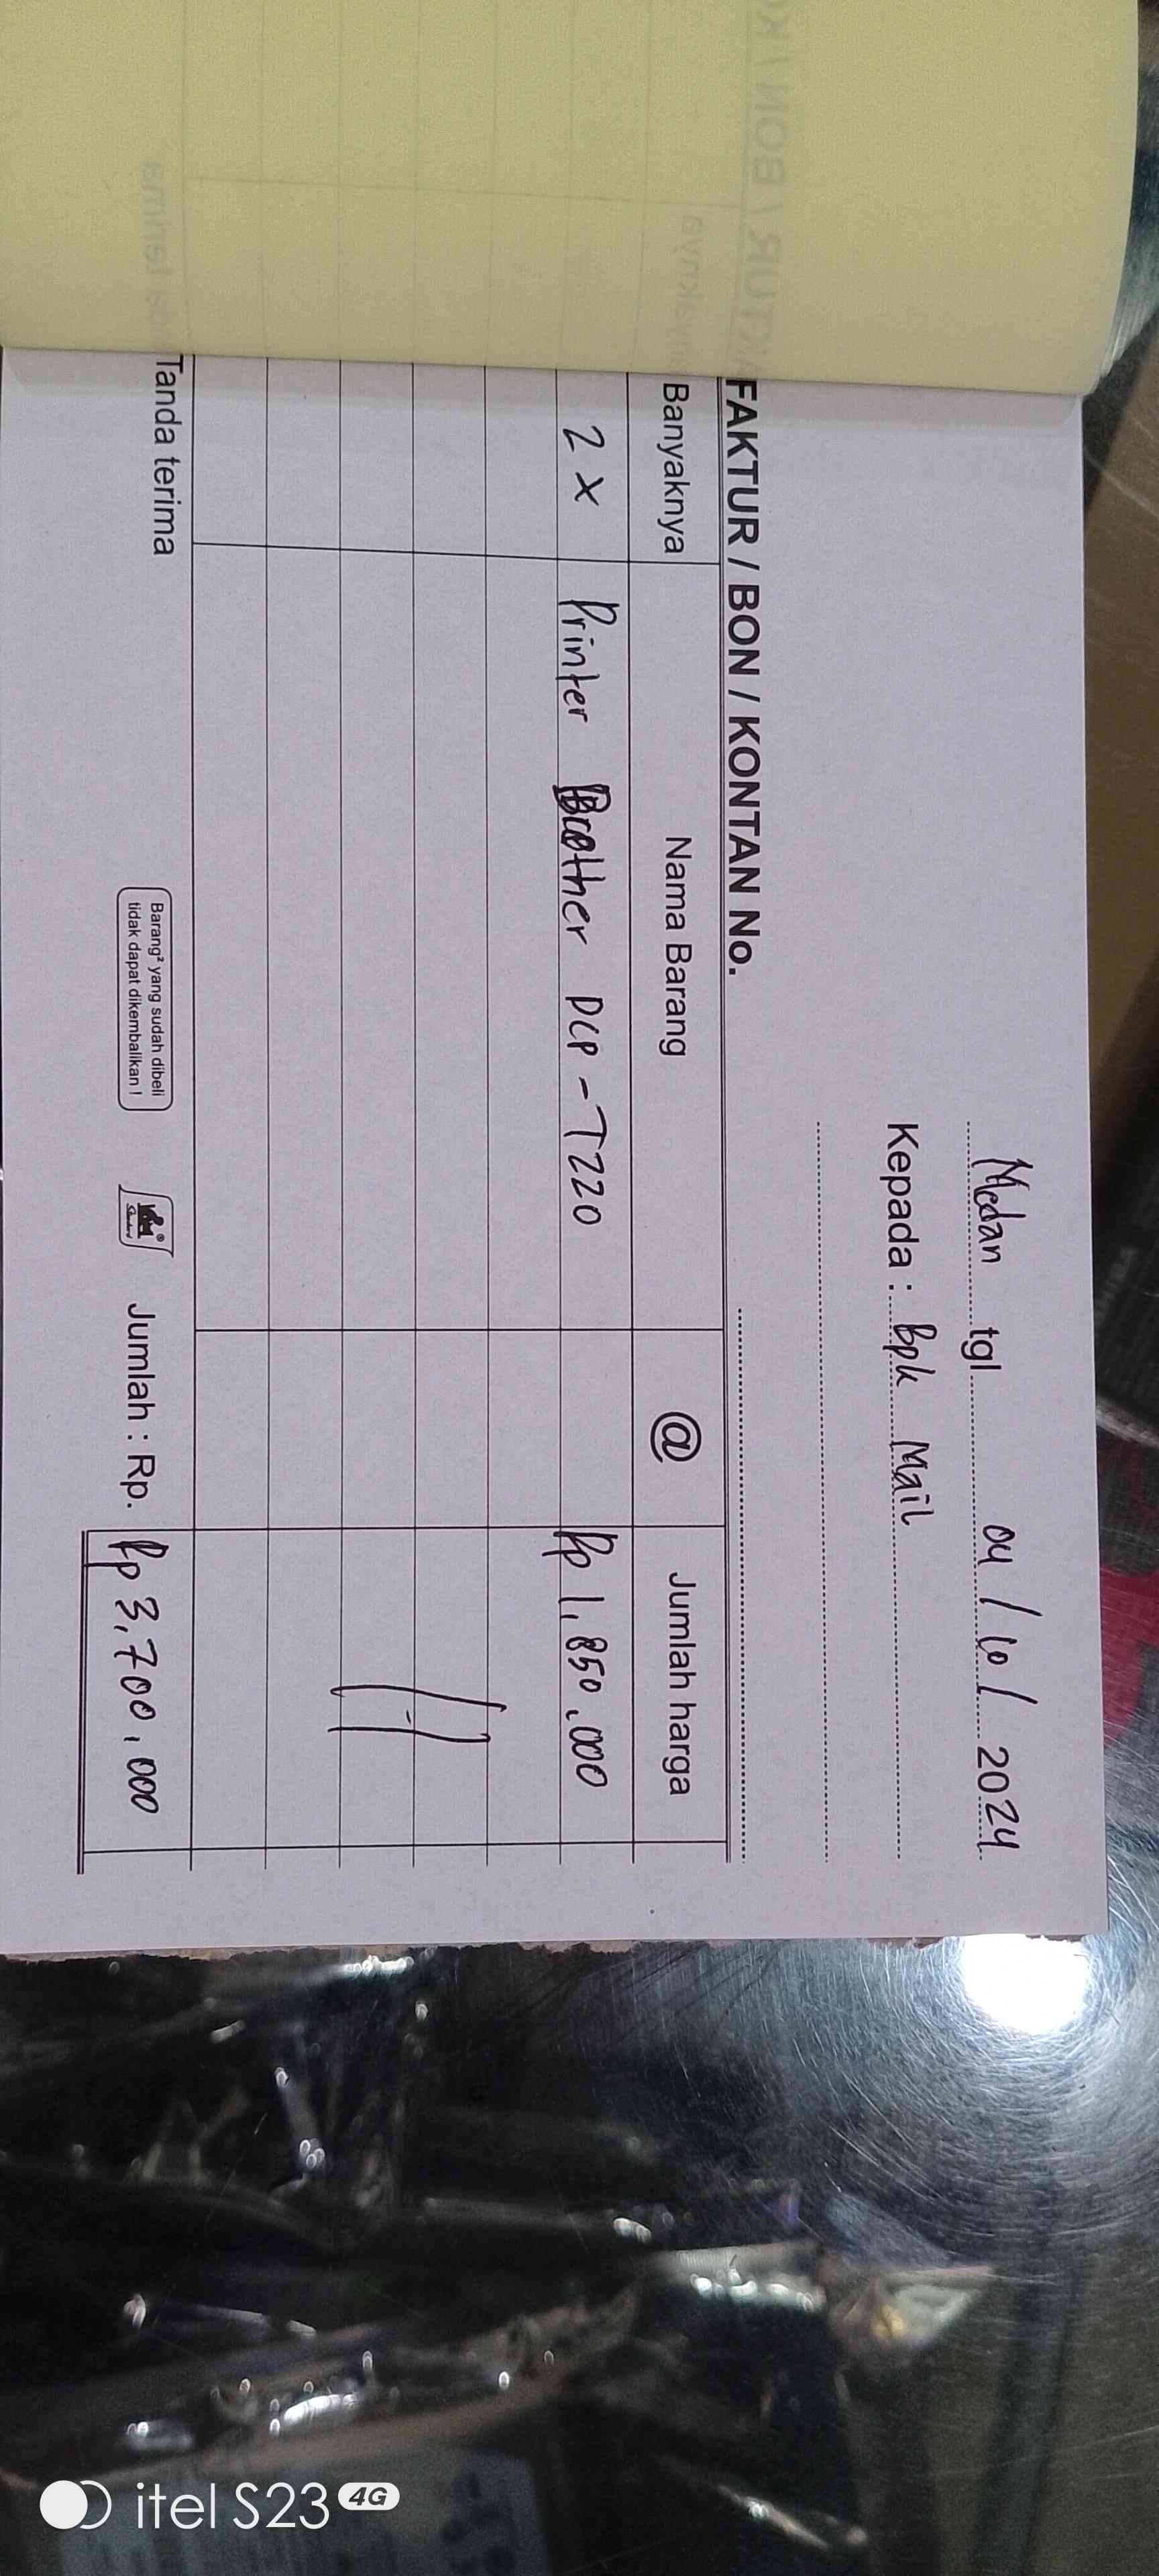 Medan tgl 04 / 10 / 2024
Kepada : Bpk Mail
FAKTUR / BON / KONTAN No.
Banyaknya Nama Barang @ Jumlah harga
2 x Printer Brother DCP - T220 Rp 1.850.000
Tanda terima
Barang² yang sudah dibeli
tidak dapat dikembalikan !
Jumlah : Rp. Rp 3.700.000
itel S23 4G